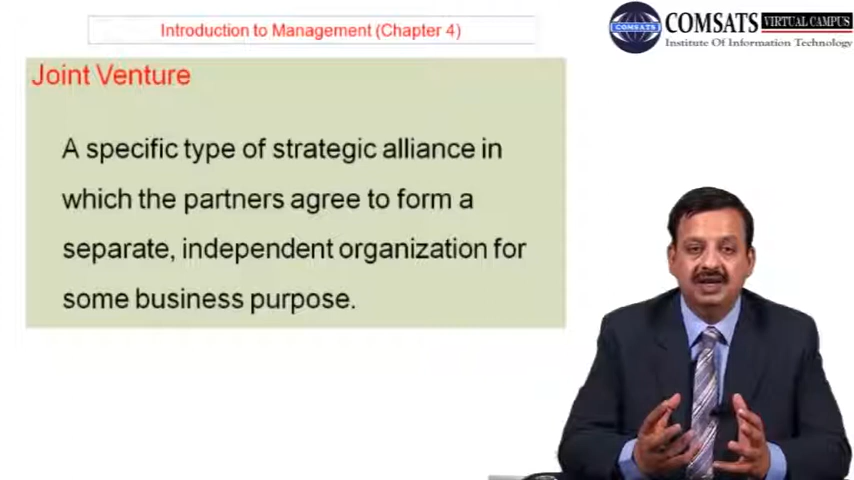 Introduction to Management (Chapter 4)
COMSATS
COMSATS VIRTUAL CAMPUS
Institute Of Information Technology
Joint Venture
A specific type of strategic alliance in
which the partners agree to form a
separate, independent organization for
some business purpose.